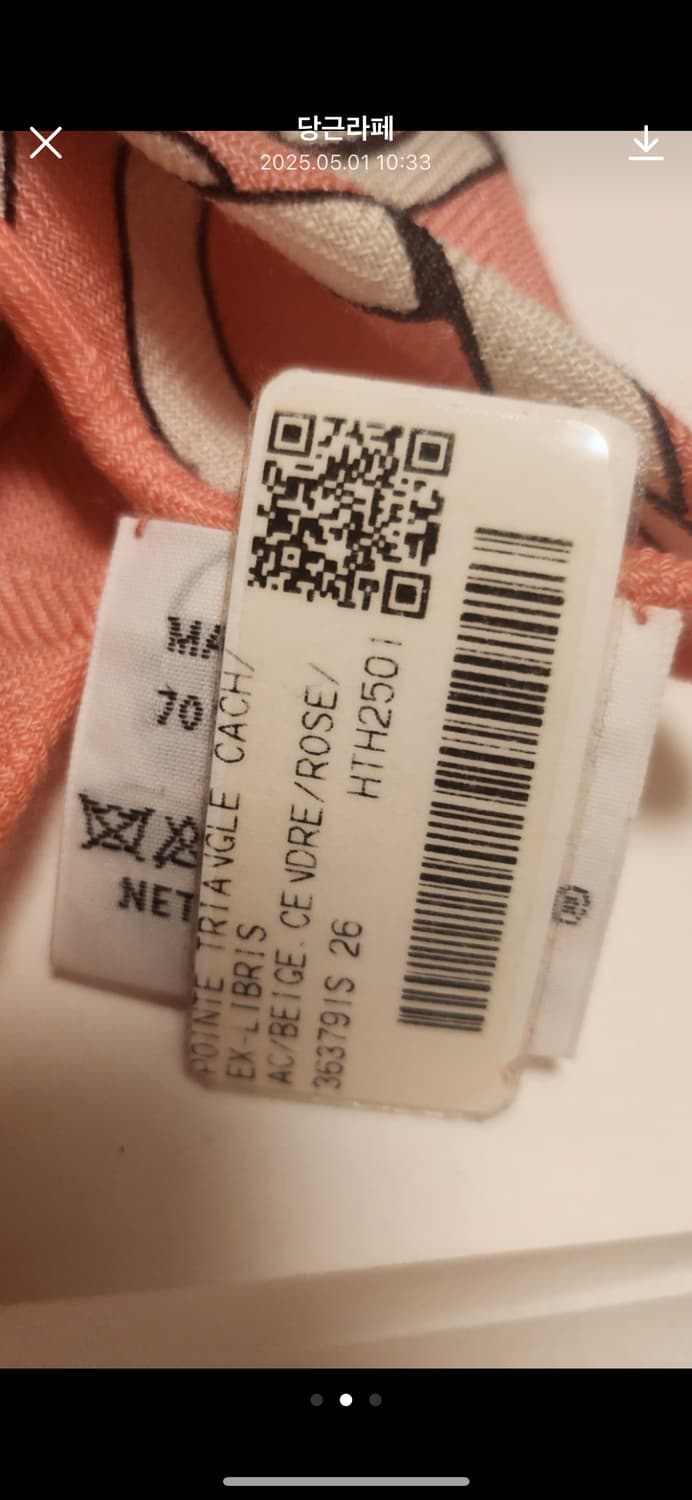 당근라페
2025.05.01 10:33
MA
70
NET
POINTE TRIANGLE CACH/
EX-LIBRIS
AC/BEIGE.CENDRE/ROSE/
363791S 26
HTH2501